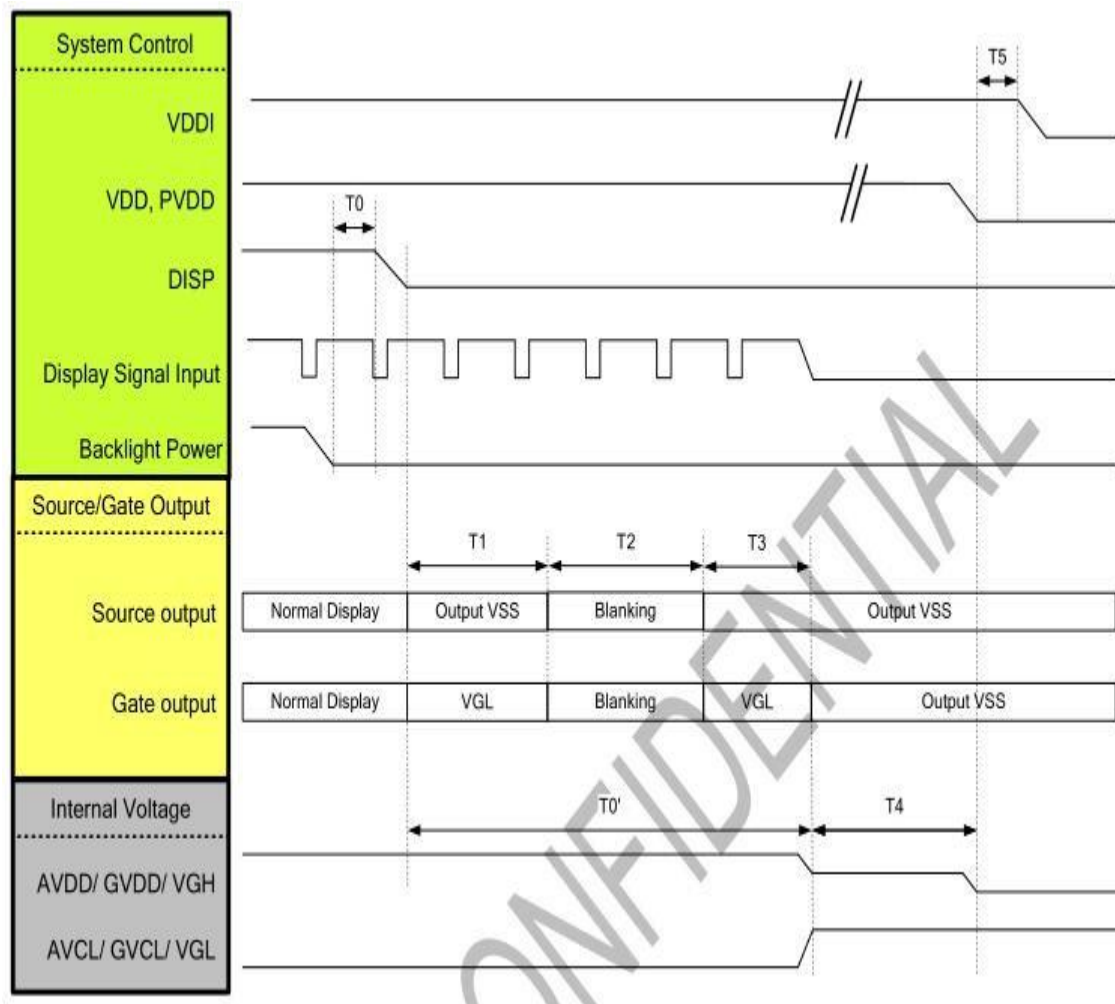 System Control
T5
VDDI
VDD, PVDD
T0
DISP
Display Signal Input
Backlight Power
Source/Gate Output
T1 T2 T3
Source output Normal Display Output VSS Blanking Output VSS
Gate output Normal Display VGL Blanking VGL Output VSS
Internal Voltage
T0' T4
AVDD/ GVDD/ VGH
AVCL/ GVCL/ VGL
ONFIDENTIAL